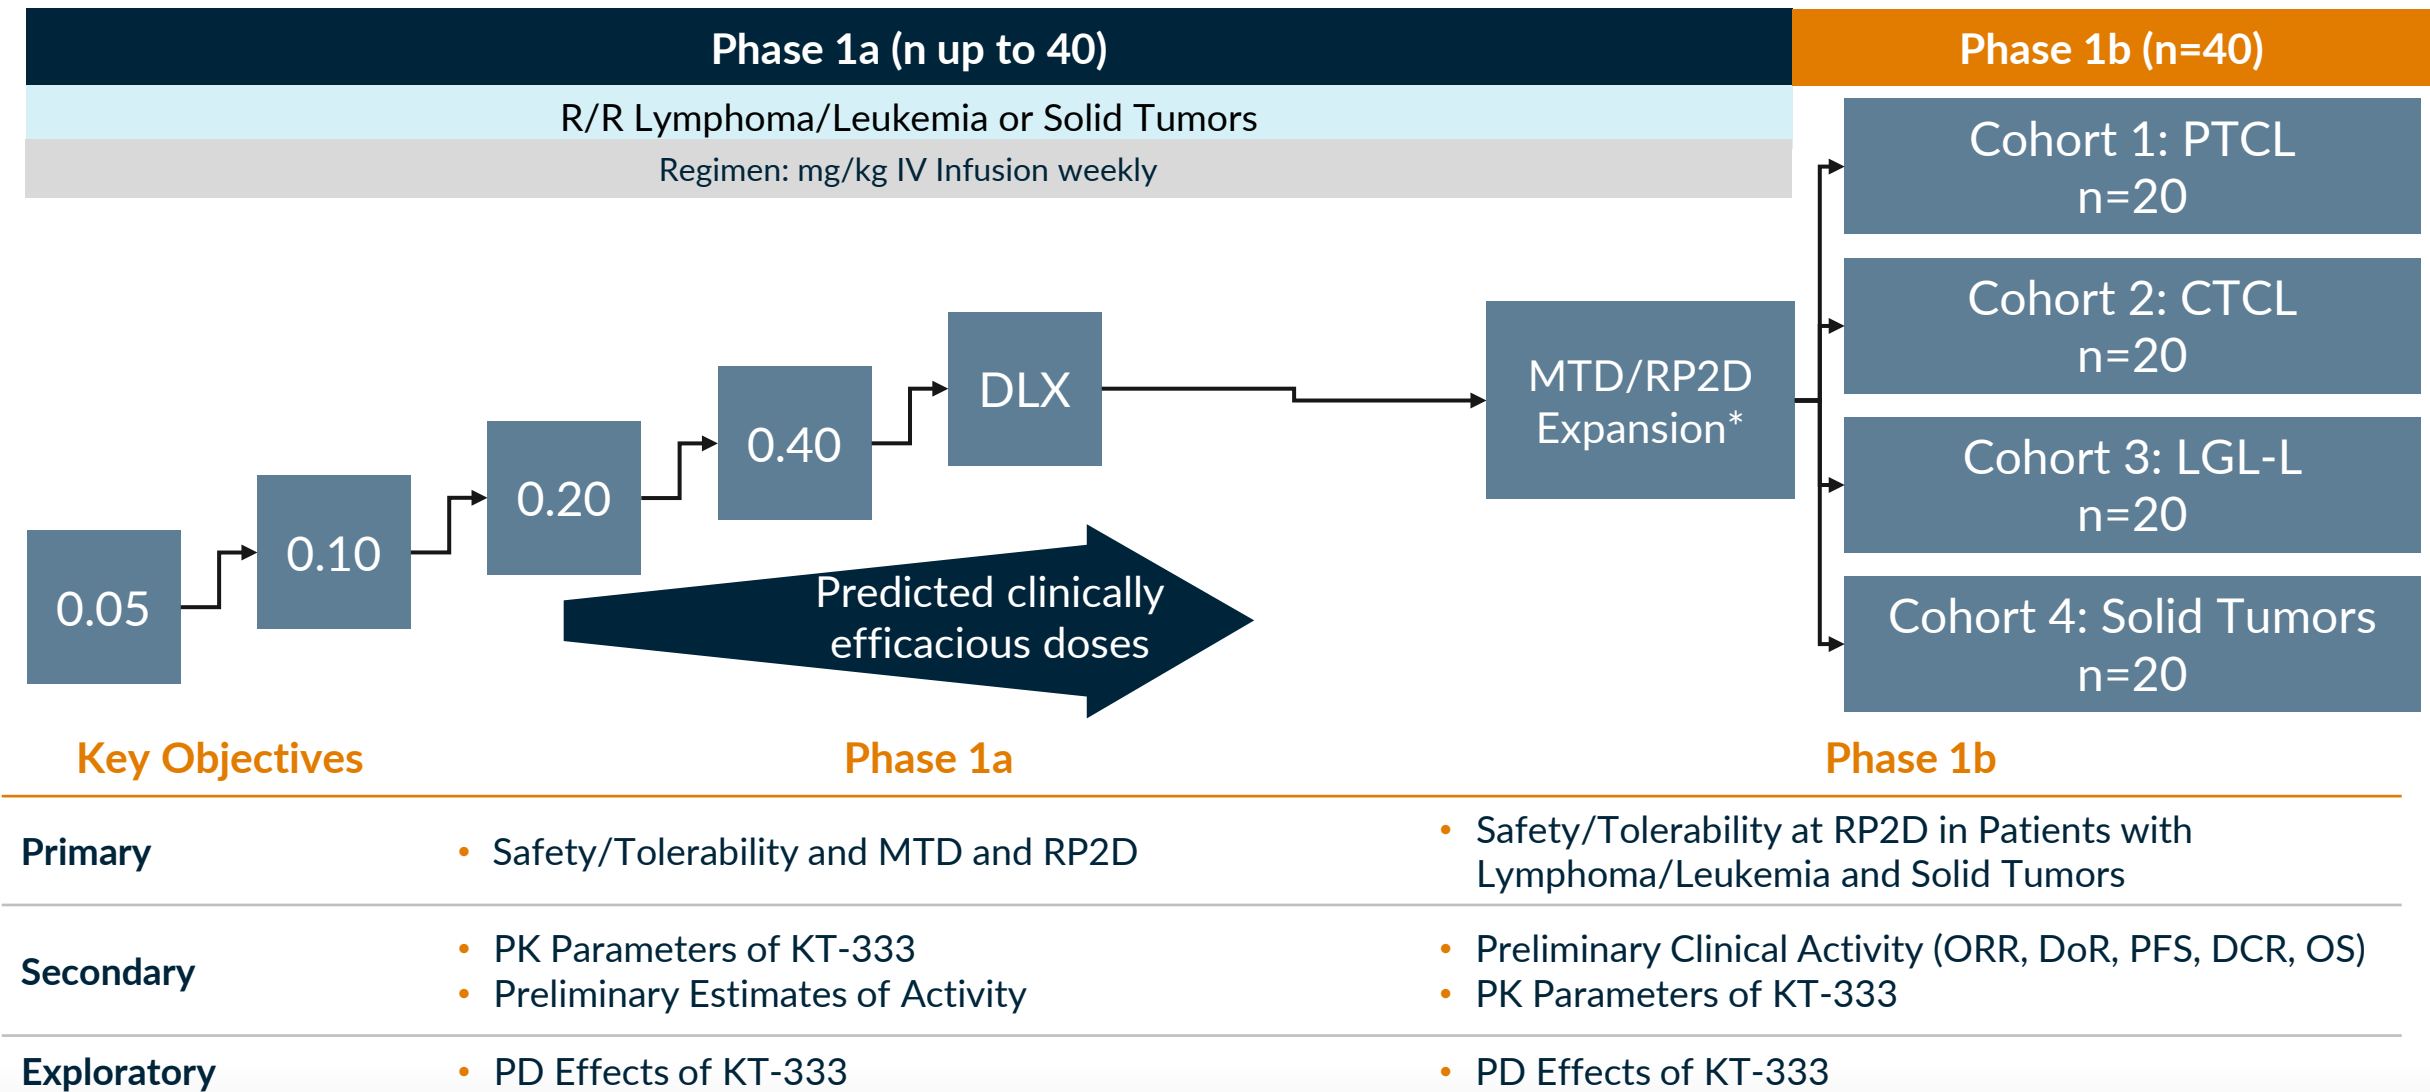 Phase 1a (n up to 40)
Phase 1b (n=40)
R/R Lymphoma/Leukemia or Solid Tumors
Regimen: mg/kg IV Infusion weekly
0.05
0.10
0.20
0.40
DLX
MTD/RP2D
Expansion*
Cohort 1: PTCL
n=20
Cohort 2: CTCL
n=20
Cohort 3: LGL-L
n=20
Cohort 4: Solid Tumors
n=20
Predicted clinically
efficacious doses
Key Objectives
Phase 1a
Phase 1b
Primary
• Safety/Tolerability and MTD and RP2D
• Safety/Tolerability at RP2D in Patients with
Lymphoma/Leukemia and Solid Tumors
Secondary
• PK Parameters of KT-333
• Preliminary Estimates of Activity
• Preliminary Clinical Activity (ORR, DoR, PFS, DCR, OS)
• PK Parameters of KT-333
Exploratory
• PD Effects of KT-333
• PD Effects of KT-333